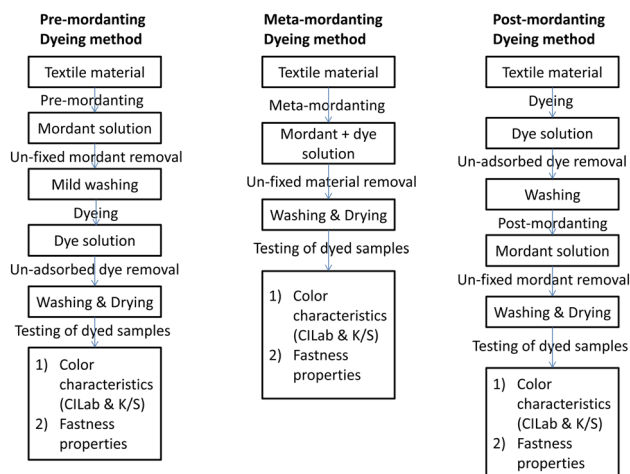 Pre-mordanting
Dyeing method
Textile material
Pre-mordanting
Mordant solution
Un-fixed mordant removal
Mild washing
Dyeing
Dye solution
Un-adsorbed dye removal
Washing & Drying
Testing of dyed samples
1) Color
characteristics
(CILab & K/S)
2) Fastness
properties
Meta-mordanting
Dyeing method
Textile material
Meta-mordanting
Mordant + dye
solution
Un-fixed material removal
Washing & Drying
Testing of dyed samples
1) Color
characteristics
(CILab & K/S)
2) Fastness
properties
Post-mordanting
Dyeing method
Textile material
Dyeing
Dye solution
Un-adsorbed dye removal
Washing
Post-mordanting
Mordant solution
Un-fixed mordant removal
Washing & Drying
Testing of dyed samples
1) Color
characteristics
(CILab & K/S)
2) Fastness
properties